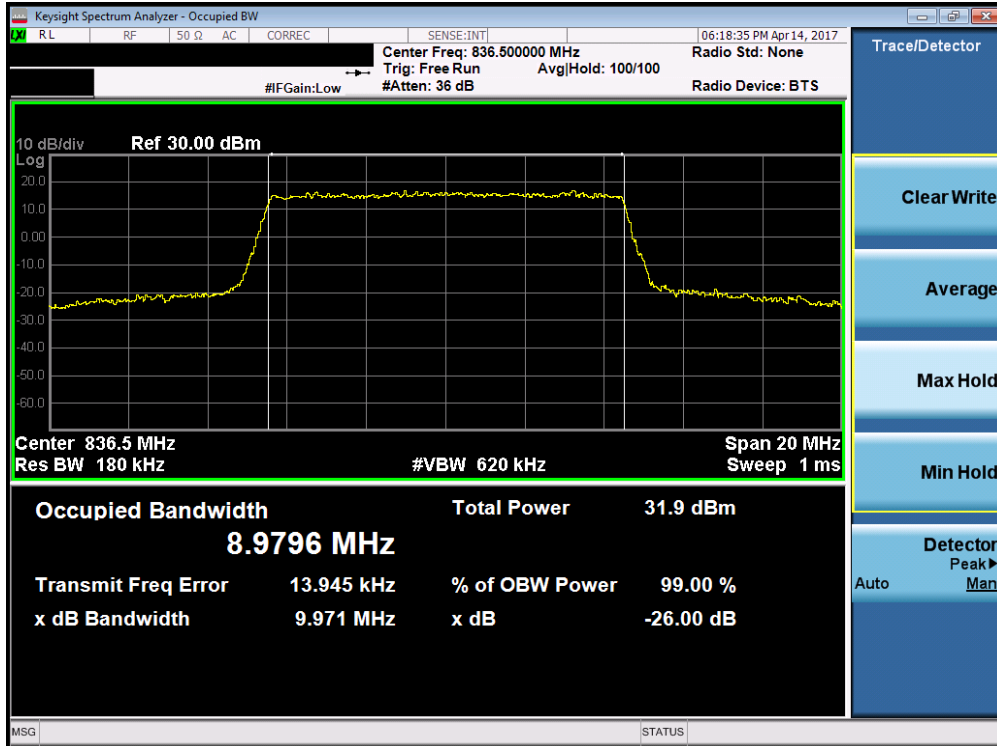 Keysight Spectrum Analyzer - Occupied BW
LXI RL RF 50 Ω AC CORREC SENSE:INT 06:18:35 PM Apr 14, 2017
Center Freq: 836.500000 MHz Radio Std: None
Trig: Free Run Avg|Hold: 100/100
#IFGain:Low #Atten: 36 dB Radio Device: BTS
Trace/Detector
10 dB/div Ref 30.00 dBm
Log
20.0
10.0
0.00
-10.0
-20.0
-30.0
-40.0
-50.0
-60.0
Center 836.5 MHz Span 20 MHz
Res BW 180 kHz #VBW 620 kHz Sweep 1 ms
Occupied Bandwidth Total Power 31.9 dBm
8.9796 MHz
Transmit Freq Error 13.945 kHz % of OBW Power 99.00 %
x dB Bandwidth 9.971 MHz x dB -26.00 dB
Clear Write
Average
Max Hold
Min Hold
Detector
Peak▶
Auto Man
MSG STATUS